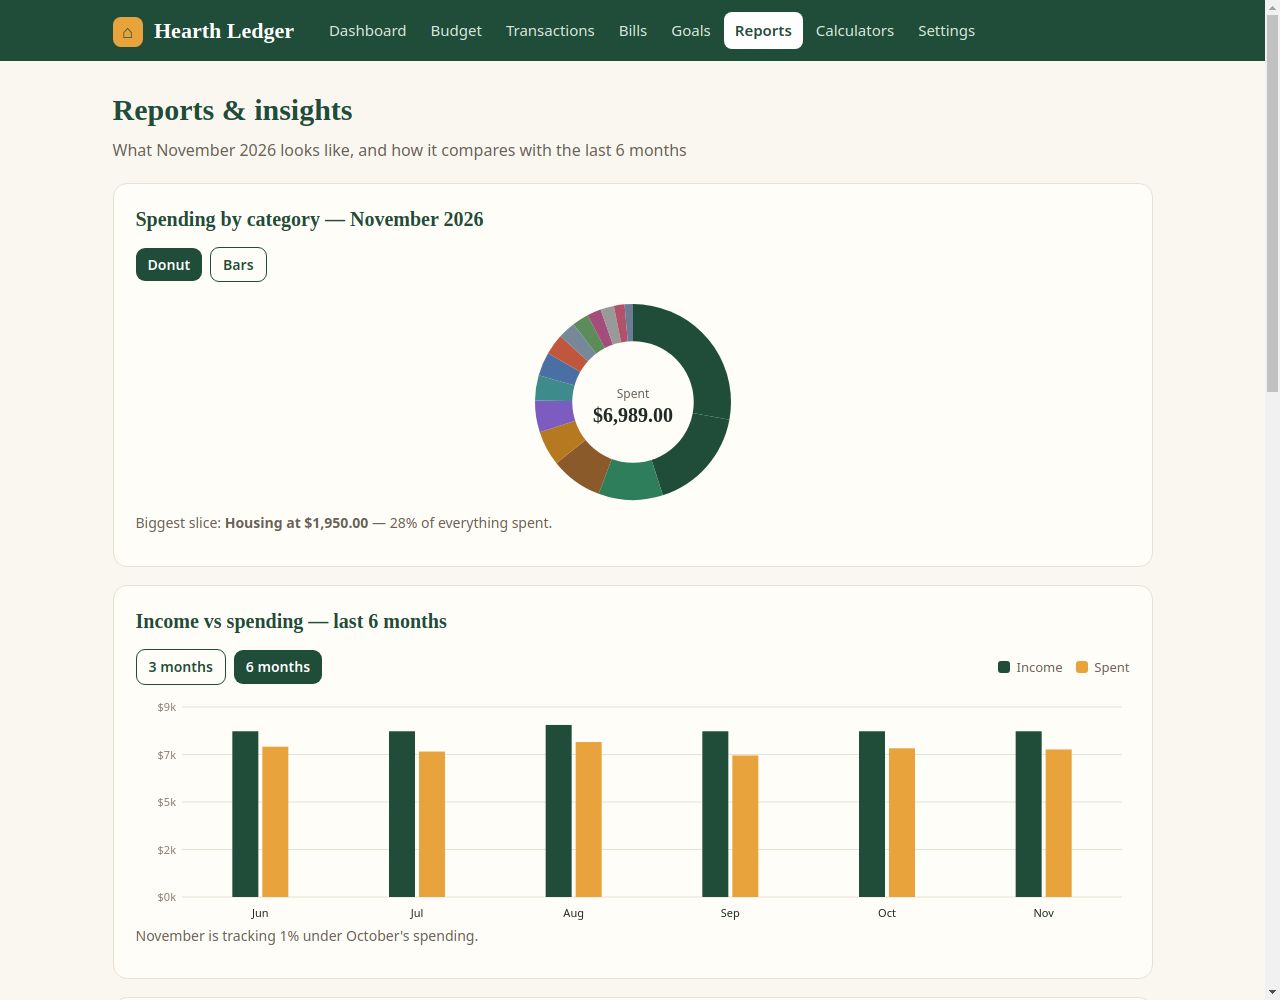 Hearth Ledger Dashboard Budget Transactions Bills Goals Reports Calculators Settings
Reports & insights
What November 2026 looks like, and how it compares with the last 6 months
Spending by category — November 2026
Donut Bars
Spent
$6,989.00
Biggest slice: Housing at $1,950.00 — 28% of everything spent.
Income vs spending — last 6 months
3 months 6 months Income Spent
$9k
$7k
$5k
$2k
$0k
Jun Jul Aug Sep Oct Nov
November is tracking 1% under October's spending.